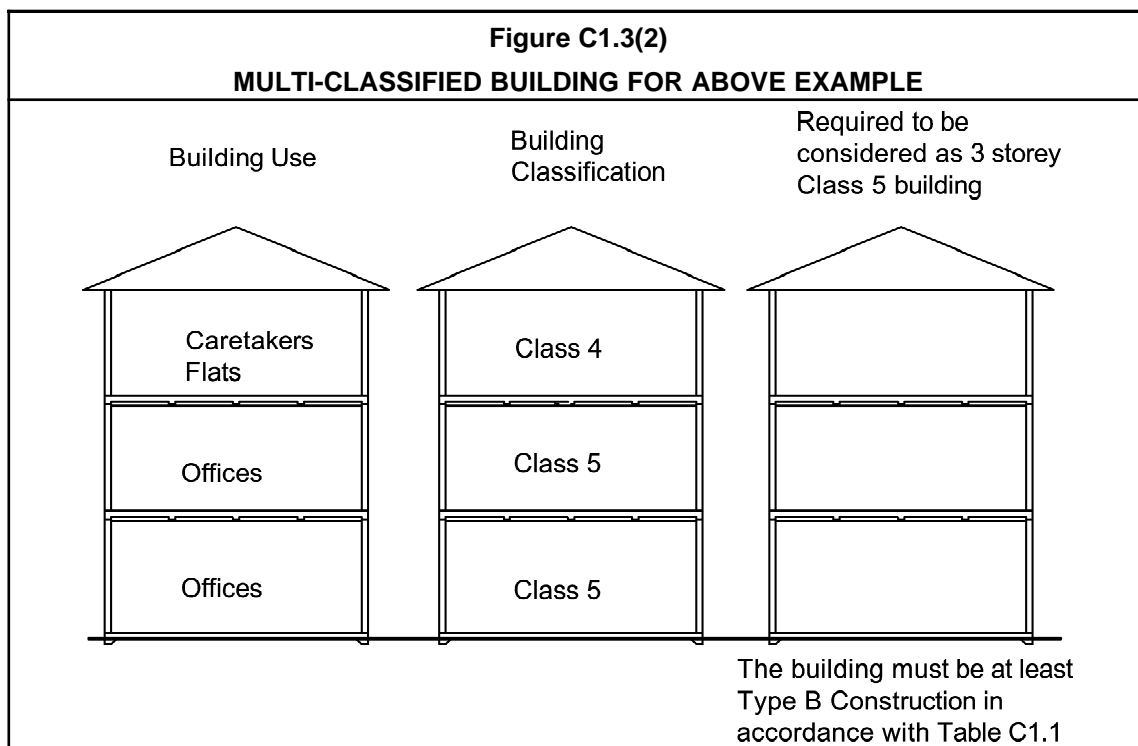 Figure C1.3(2)
MULTI-CLASSIFIED BUILDING FOR ABOVE EXAMPLE
Building Use
Building
Classification
Required to be
considered as 3 storey
Class 5 building
Caretakers
Flats
Class 4
Offices
Class 5
Offices
Class 5
The building must be at least
Type B Construction in
accordance with Table C1.1